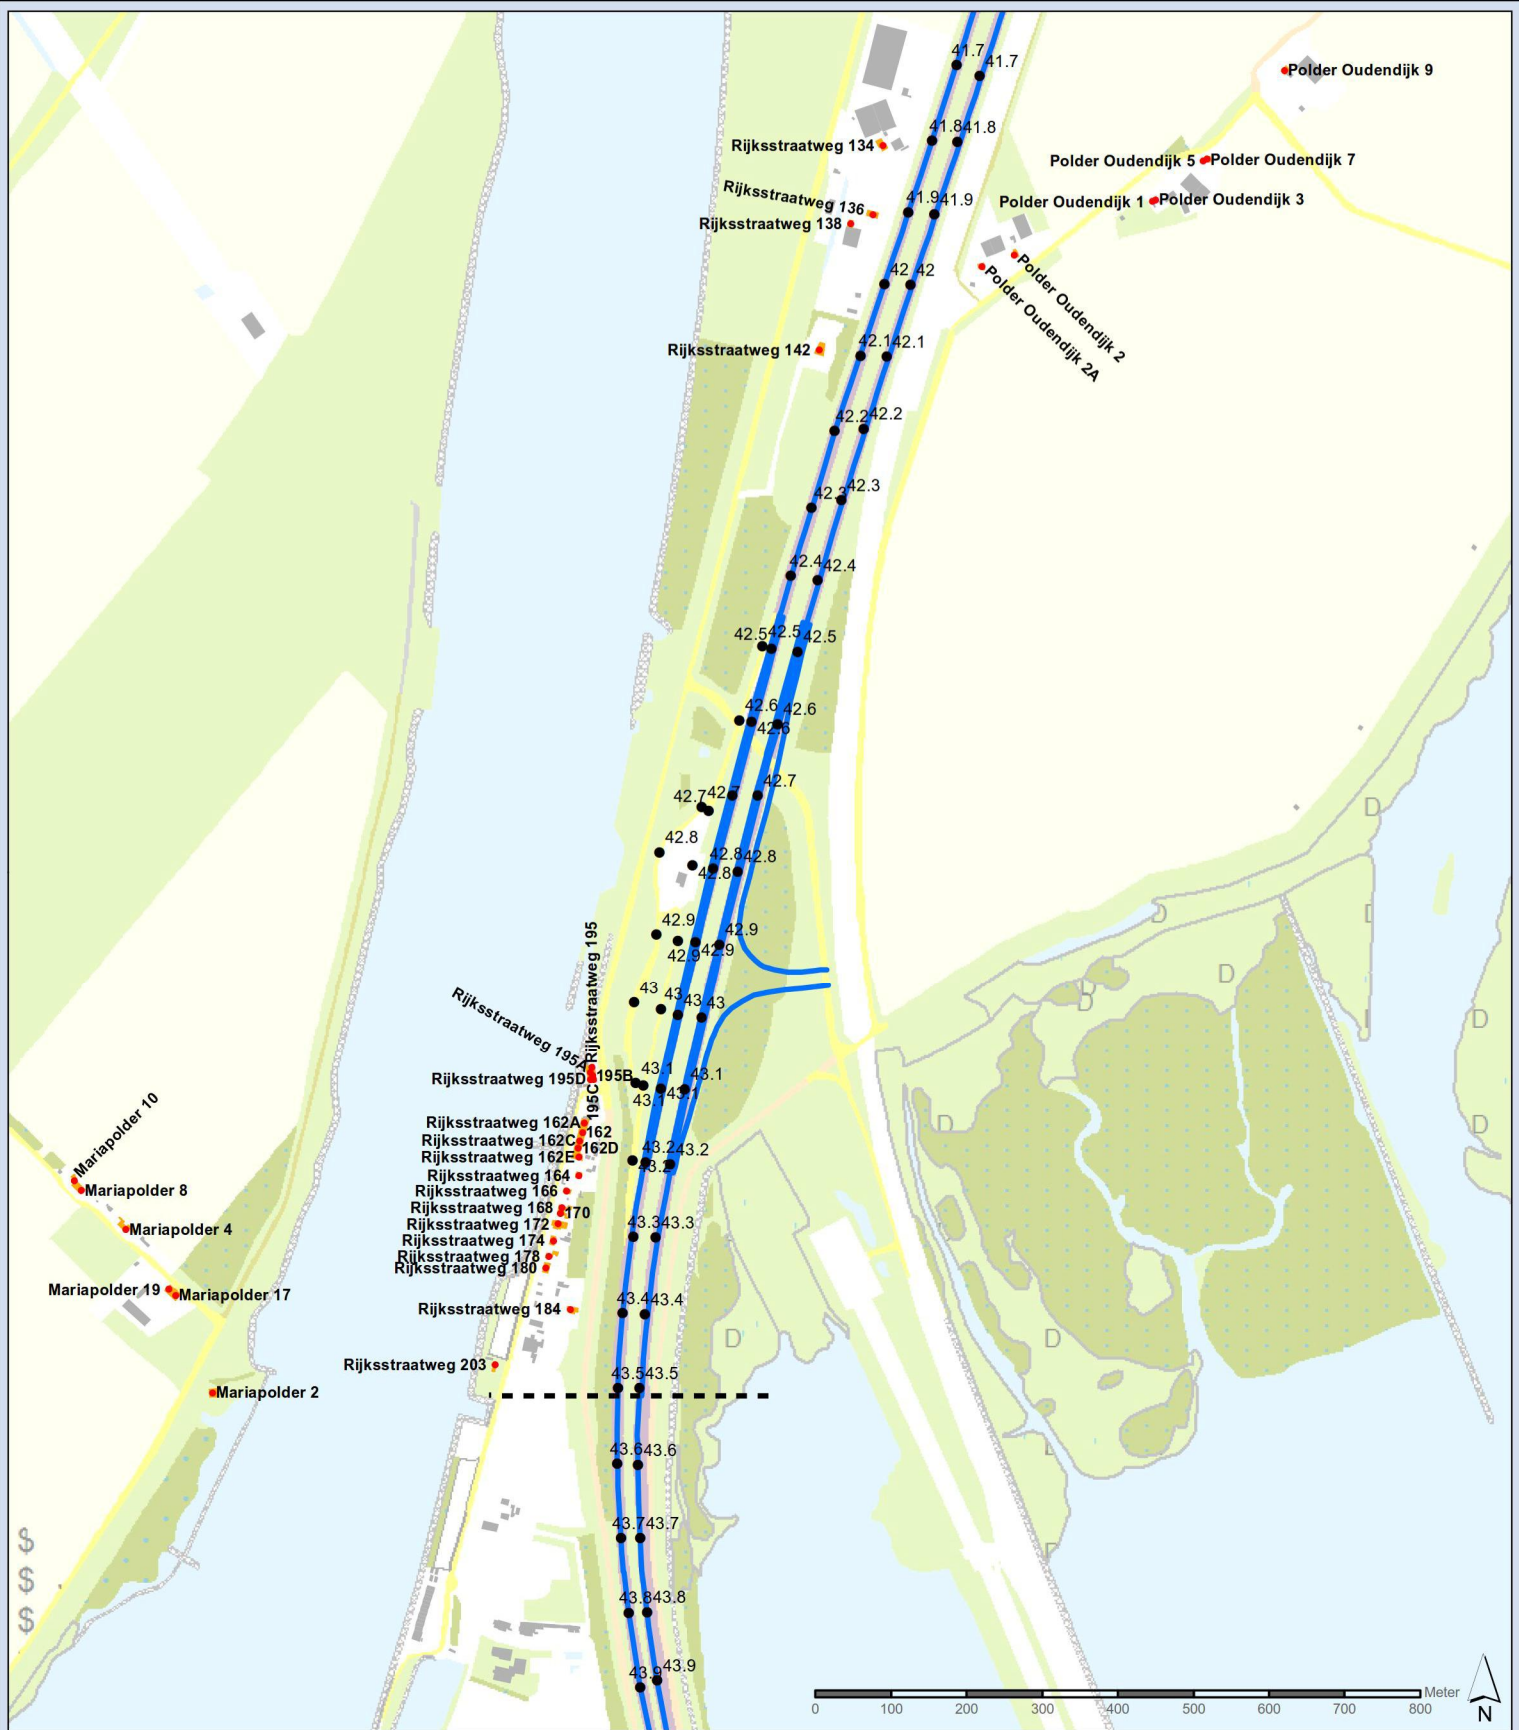 41.7
41.7
Polder Oudendijk 9
41.8
41.8
Rijksstraatweg 134
Polder Oudendijk 5
Polder Oudendijk 7
Rijksstraatweg 136
41.9
41.9
Polder Oudendijk 1
Polder Oudendijk 3
Rijksstraatweg 138
42
42
Polder Oudendijk 2
Polder Oudendijk 2A
Rijksstraatweg 142
42.1
42.1
42.2
42.2
42.3
42.3
42.4
42.4
42.5
42.5
42.5
42.6
42.6
42.6
42.7
42.7
42.7
D
42.8
42.8
42.8
42.8
D
D
42.9
42.9
42.9
42.9
Rijksstraatweg 195
D
D
D
43
43
43
43
Rijksstraatweg 195A
Rijksstraatweg 195D
195B
195C
43.1
43.1
43.1
43.1
Mariapolder 10
Rijksstraatweg 162A
162
D
D
Rijksstraatweg 162C
162D
43.2
43.2
43.2
Rijksstraatweg 162E
Rijksstraatweg 164
Mariapolder 8
Rijksstraatweg 166
Rijksstraatweg 168
170
Mariapolder 4
Rijksstraatweg 172
43.3
43.3
Rijksstraatweg 174
Rijksstraatweg 178
Rijksstraatweg 180
Mariapolder 19
Mariapolder 17
43.4
43.4
Rijksstraatweg 184
D
D
Rijksstraatweg 203
43.5
43.5
Mariapolder 2
43.6
43.6
43.7
43.7
$
$
$
43.8
43.8
43.9
43.9
Meter
0 100 200 300 400 500 600 700 800
N